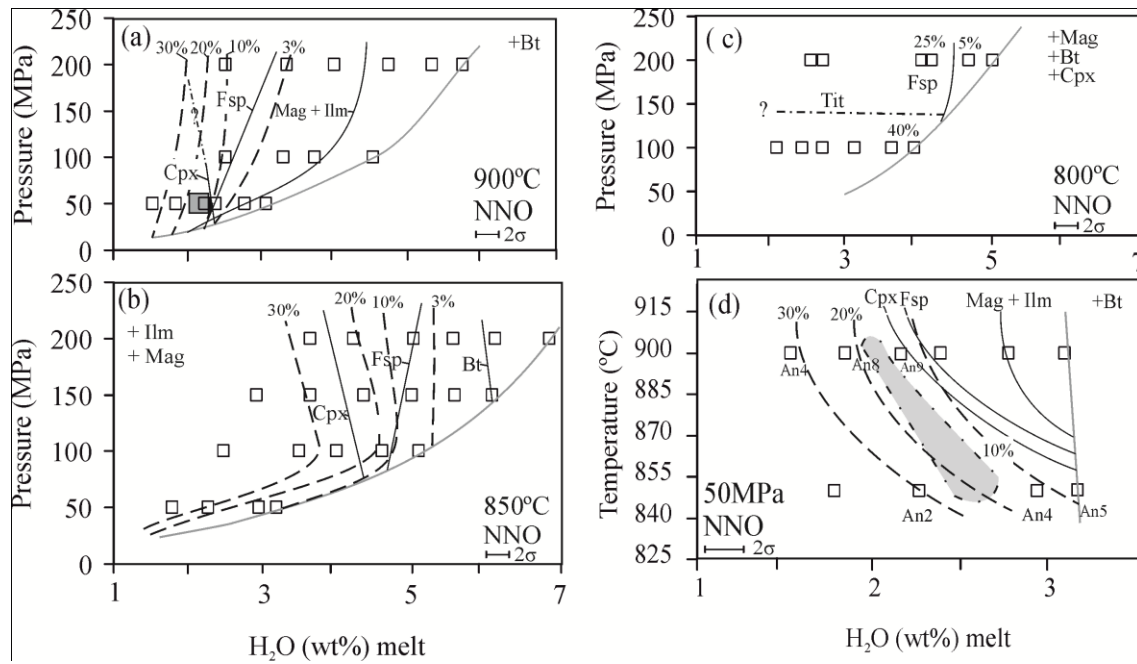 (a)
30%
20%
10%
3%
+Bt
Fsp
Mag + Ilm
Cpx
?
900ºC
NNO
2σ
Pressure (MPa)
250
200
150
100
50
0
(c)
25%
5%
+Mag
+Bt
+Cpx
Fsp
? Tit
40%
800ºC
NNO
2σ
Pressure (MPa)
250
200
150
100
50
0
1
3
5
7
(b)
30%
20%
10%
3%
+ Ilm
+ Mag
Fsp
Bt
Cpx
850ºC
NNO
2σ
Pressure (MPa)
250
200
150
100
50
0
1
3
5
7
H2O (wt%) melt
(d)
30%
20%
Cpx
Fsp
Mag + Ilm
+Bt
An4
An8
An9
10%
50MPa
NNO
2σ
An2
An4
An5
Temperature (ºC)
915
900
885
870
855
840
825
1
2
3
H2O (wt%) melt